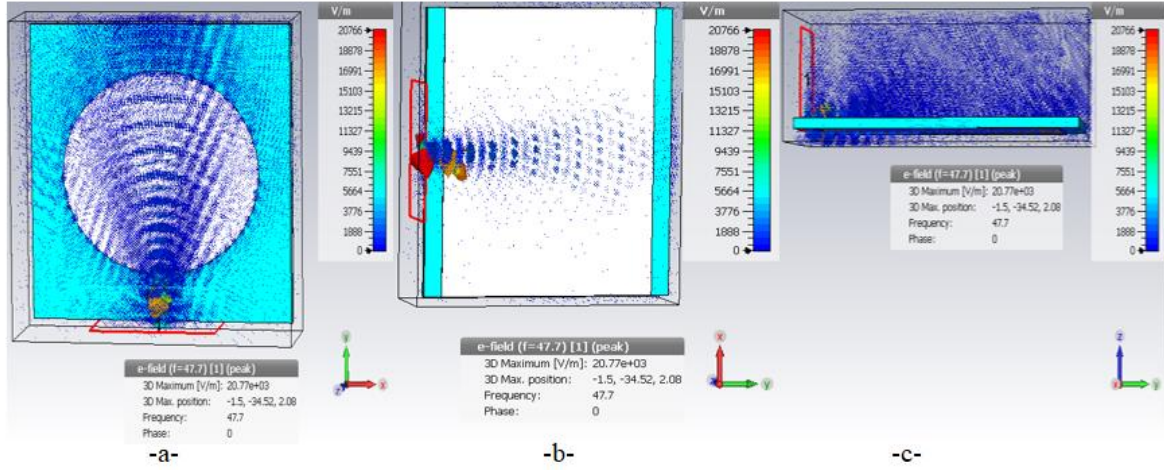 V/m
20766
18878
16991
15103
13215
11327
9439
7551
5664
3776
1888
0
e-field (f=47.7) [1] (peak)
3D Maximum [V/m]: 20.77e+03
3D Max. position: -1.5, -34.52, 2.08
Frequency: 47.7
Phase: 0
y
x
z
-a-
V/m
20766
18878
16991
15103
13215
11327
9439
7551
5664
3776
1888
0
e-field (f=47.7) [1] (peak)
3D Maximum [V/m]: 20.77e+03
3D Max. position: -1.5, -34.52, 2.08
Frequency: 47.7
Phase: 0
x
z
y
-b-
1
V/m
20766
18878
16991
15103
13215
11327
9439
7551
5664
3776
1888
0
e-field (f=47.7) [1] (peak)
3D Maximum [V/m]: 20.77e+03
3D Max. position: -1.5, -34.52, 2.08
Frequency: 47.7
Phase: 0
z
x
y
-c-